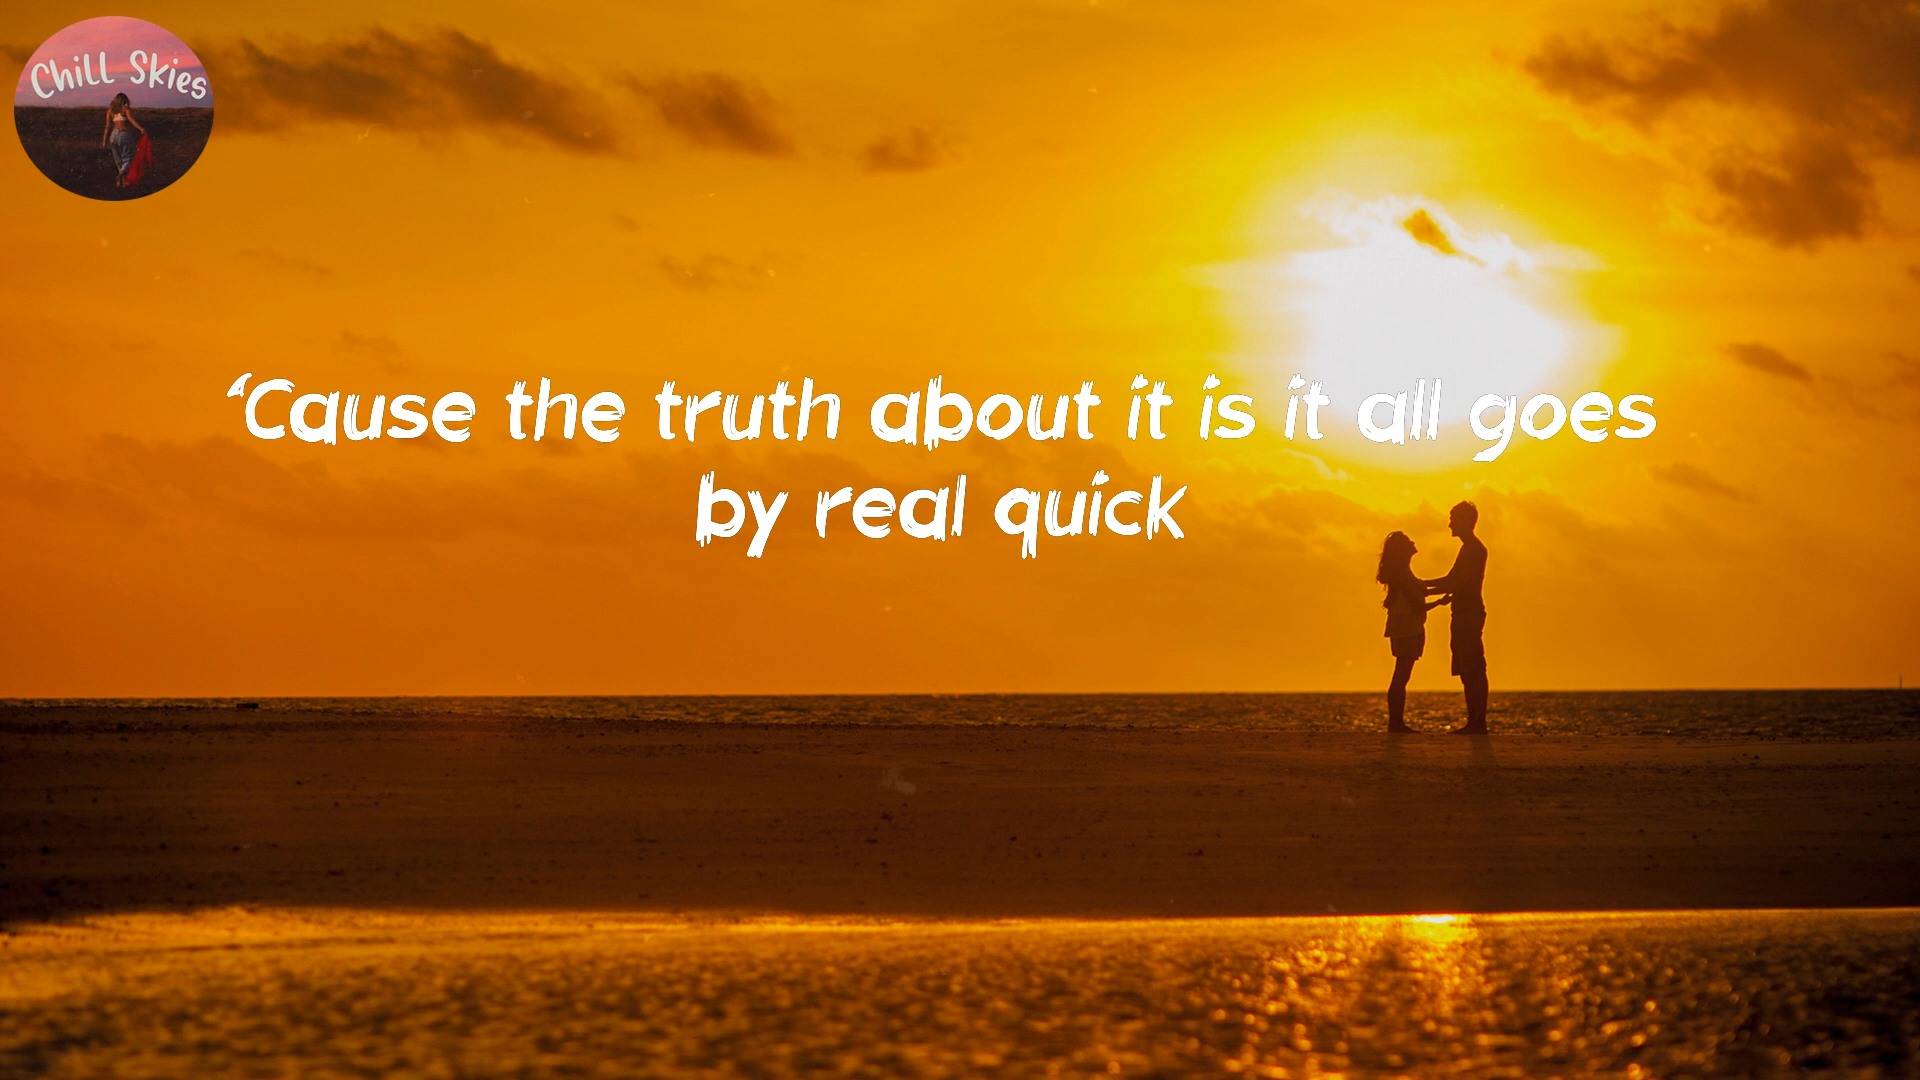 Chill Skies
‘Cause the truth about it is it all goes
by real quick